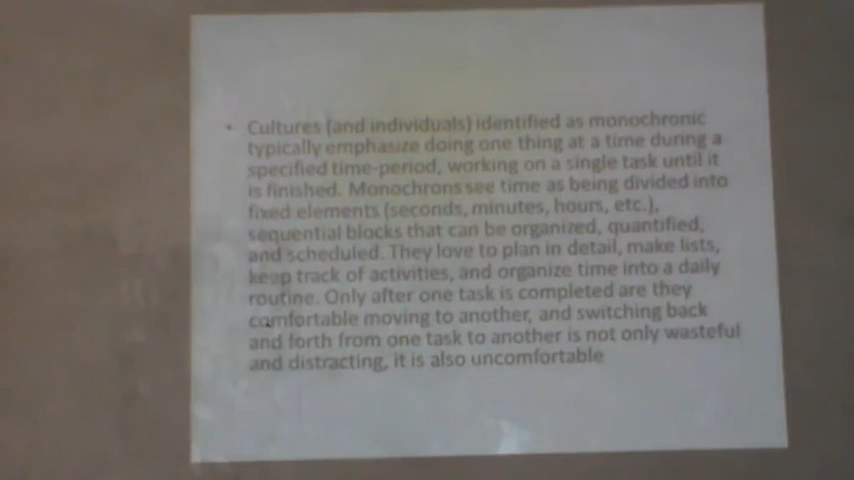 • Cultures (and individuals) identified as monochronic
typically emphasize doing one thing at a time during a
specified time-period, working on a single task until it
is finished. Monochrons see time as being divided into
fixed elements (seconds, minutes, hours, etc.),
sequential blocks that can be organized, quantified,
and scheduled. They love to plan in detail, make lists,
keep track of activities, and organize time into a daily
routine. Only after one task is completed are they
comfortable moving to another, and switching back
and forth from one task to another is not only wasteful
and distracting, it is also uncomfortable